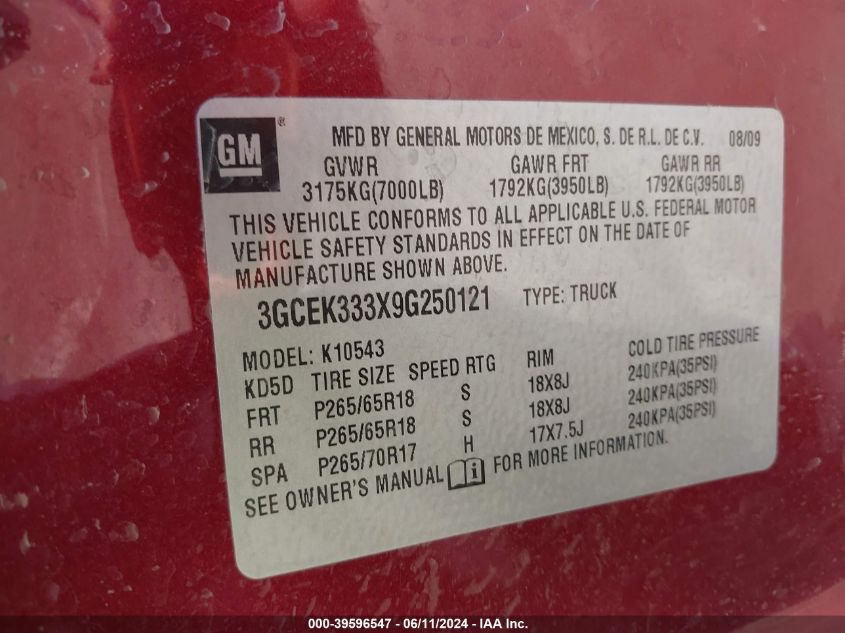 GM ® MFD BY GENERAL MOTORS DE MEXICO, S. DE R.L. DE C.V. 08/09
GVWR GAWR FRT GAWR RR
3175KG(7000LB) 1792KG(3950LB) 1792KG(3950LB)
THIS VEHICLE CONFORMS TO ALL APPLICABLE U.S. FEDERAL MOTOR
VEHICLE SAFETY STANDARDS IN EFFECT ON THE DATE OF
MANUFACTURE SHOWN ABOVE.
3GCEK333X9G250121 TYPE: TRUCK
MODEL: K10543
KD5D TIRE SIZE SPEED RTG RIM COLD TIRE PRESSURE
FRT P265/65R18 S 18X8J 240KPA(35PSI)
RR P265/65R18 S 18X8J 240KPA(35PSI)
SPA P265/70R17 H 17X7.5J 240KPA(35PSI)
SEE OWNER'S MANUAL FOR MORE INFORMATION.
000-39596547 - 06/11/2024 - IAA Inc.